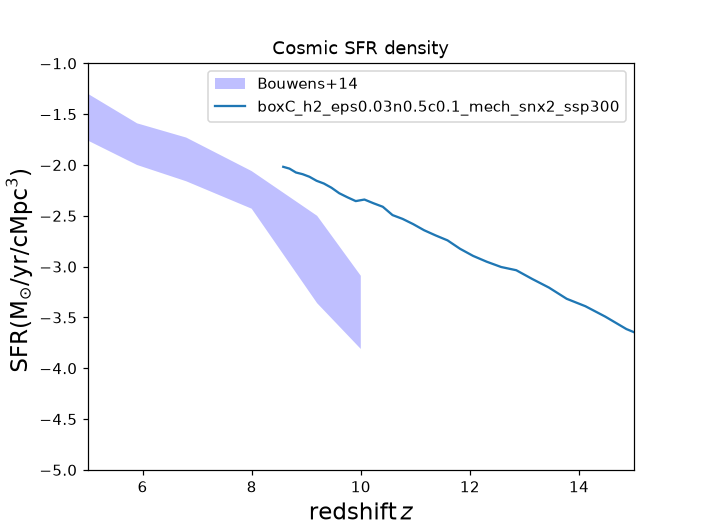 Cosmic SFR density
Bouwens+14
boxC_h2_eps0.03n0.5c0.1_mech_snx2_ssp300
SFR(M⊙/yr/cMpc³)
−1.0
−1.5
−2.0
−2.5
−3.0
−3.5
−4.0
−4.5
−5.0
6 8 10 12 14
redshift z